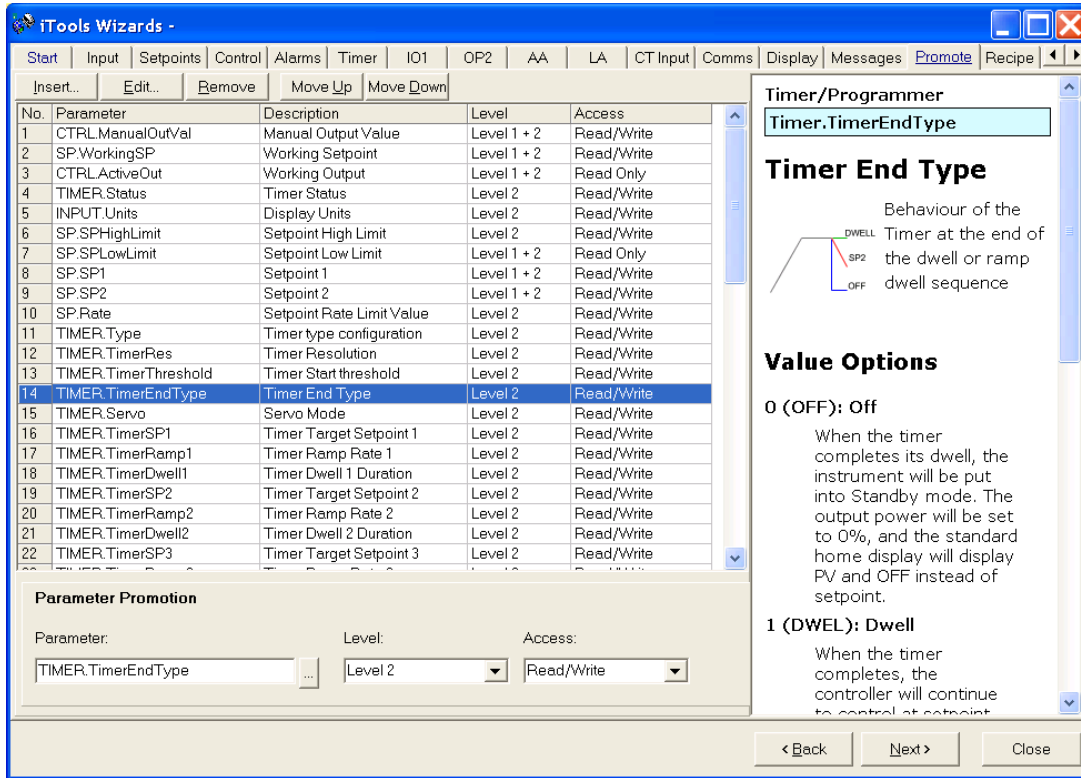 iTools Wizards -
Start Input Setpoints Control Alarms Timer IO1 OP2 AA LA CT Input Comms Display Messages Promote Recipe
Insert... Edit... Remove Move Up Move Down
No. Parameter Description Level Access
1 CTRL.ManualOutVal Manual Output Value Level 1 + 2 Read/Write
2 SP.WorkingSP Working Setpoint Level 1 + 2 Read/Write
3 CTRL.ActiveOut Working Output Level 1 + 2 Read Only
4 TIMER.Status Timer Status Level 2 Read/Write
5 INPUT.Units Display Units Level 2 Read/Write
6 SP.SPHighLimit Setpoint High Limit Level 2 Read/Write
7 SP.SPLowLimit Setpoint Low Limit Level 1 + 2 Read Only
8 SP.SP1 Setpoint 1 Level 1 + 2 Read/Write
9 SP.SP2 Setpoint 2 Level 1 + 2 Read/Write
10 SP.Rate Setpoint Rate Limit Value Level 2 Read/Write
11 TIMER.Type Timer type configuration Level 2 Read/Write
12 TIMER.TimerRes Timer Resolution Level 2 Read/Write
13 TIMER.TimerThreshold Timer Start threshold Level 2 Read/Write
14 TIMER.TimerEndType Timer End Type Level 2 Read/Write
15 TIMER.Servo Servo Mode Level 2 Read/Write
16 TIMER.TimerSP1 Timer Target Setpoint 1 Level 2 Read/Write
17 TIMER.TimerRamp1 Timer Ramp Rate 1 Level 2 Read/Write
18 TIMER.TimerDwell1 Timer Dwell 1 Duration Level 2 Read/Write
19 TIMER.TimerSP2 Timer Target Setpoint 2 Level 2 Read/Write
20 TIMER.TimerRamp2 Timer Ramp Rate 2 Level 2 Read/Write
21 TIMER.TimerDwell2 Timer Dwell 2 Duration Level 2 Read/Write
22 TIMER.TimerSP3 Timer Target Setpoint 3 Level 2 Read/Write
Parameter Promotion
Parameter: Level: Access:
TIMER.TimerEndType ... Level 2 Read/Write
Timer/Programmer
Timer.TimerEndType
Timer End Type
Behaviour of the
DWELL Timer at the end of
SP2 the dwell or ramp
OFF dwell sequence
Value Options
0 (OFF): Off
When the timer
completes its dwell, the
instrument will be put
into Standby mode. The
output power will be set
to 0%, and the standard
home display will display
PV and OFF instead of
setpoint.
1 (DWEL): Dwell
When the timer
completes, the
controller will continue
to control at setpoint
< Back Next > Close